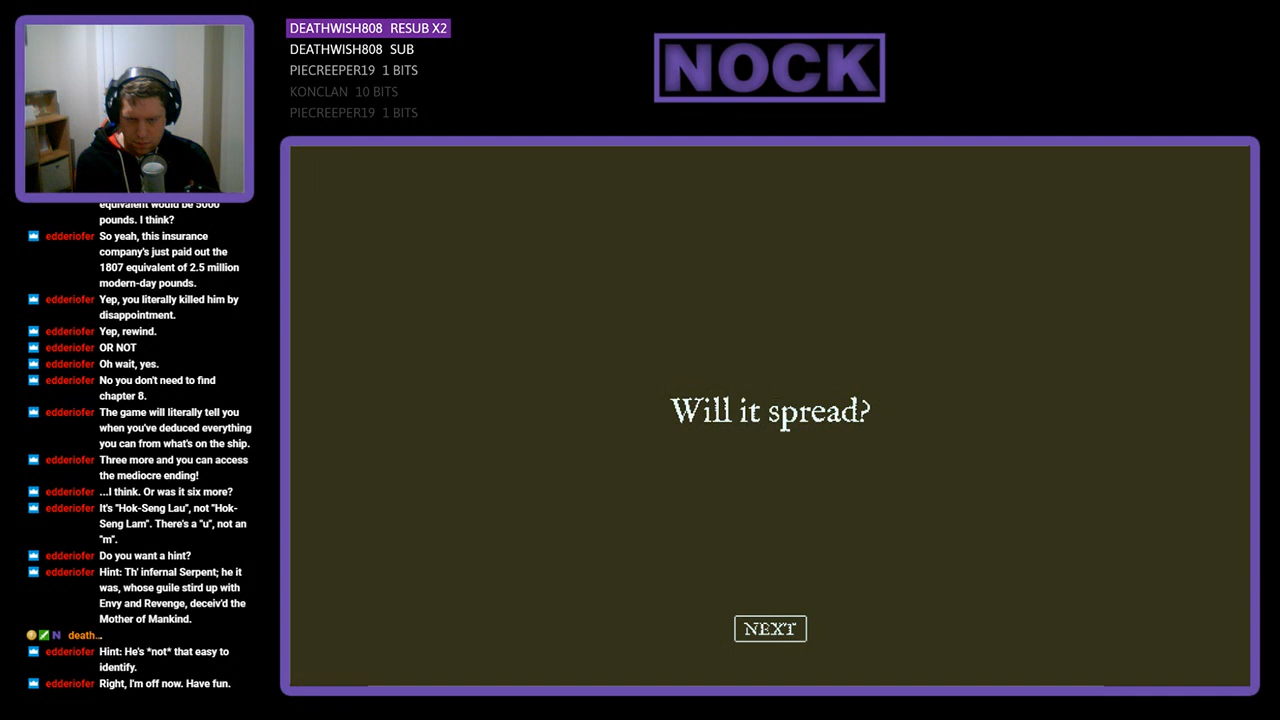 DEATHWISH808 RESUB X2
DEATHWISH808 SUB
PIECREEPER19 1 BITS
KONCLAN 10 BITS
PIECREEPER19 1 BITS
NOCK
equivalent would be 5000
pounds. I think?
edderiofer So yeah, this insurance
company's just paid out the
1807 equivalent of 2.5 million
modern-day pounds.
edderiofer Yep, you literally killed him by
disappointment.
edderiofer Yep, rewind.
edderiofer OR NOT
edderiofer Oh wait, yes.
edderiofer No you don't need to find
chapter 8.
edderiofer The game will literally tell you
when you've deduced everything
you can from what's on the ship.
edderiofer Three more and you can access
the mediocre ending!
edderiofer ...I think. Or was it six more?
edderiofer It's "Hok-Seng Lau", not "Hok-
Seng Lam". There's a "u", not an
"m".
edderiofer Do you want a hint?
edderiofer Hint: Th' infernal Serpent; he it
was, whose guile stird up with
Envy and Revenge, deceiv'd the
Mother of Mankind.
N death...
edderiofer Hint: He's *not* that easy to
identify.
edderiofer Right, I'm off now. Have fun.
Will it spread?
NEXT